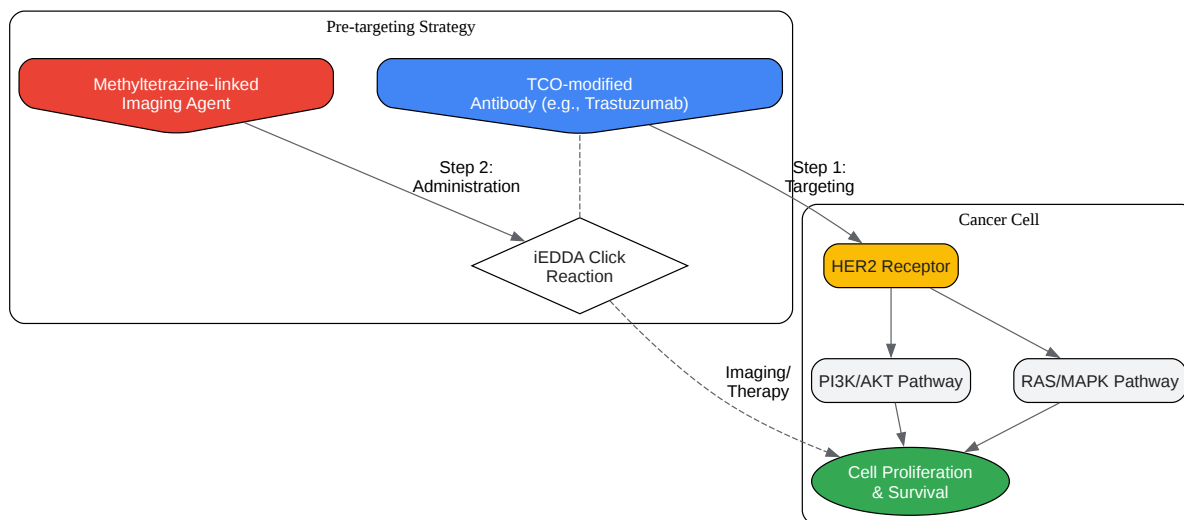 Pre-targeting Strategy
Methyltetrazine-linked
Imaging Agent
TCO-modified
Antibody (e.g., Trastuzumab)
Step 2:
Administration
Step 1:
Targeting
iEDDA Click
Reaction
Cancer Cell
HER2 Receptor
Imaging/
Therapy
PI3K/AKT Pathway
RAS/MAPK Pathway
Cell Proliferation
& Survival